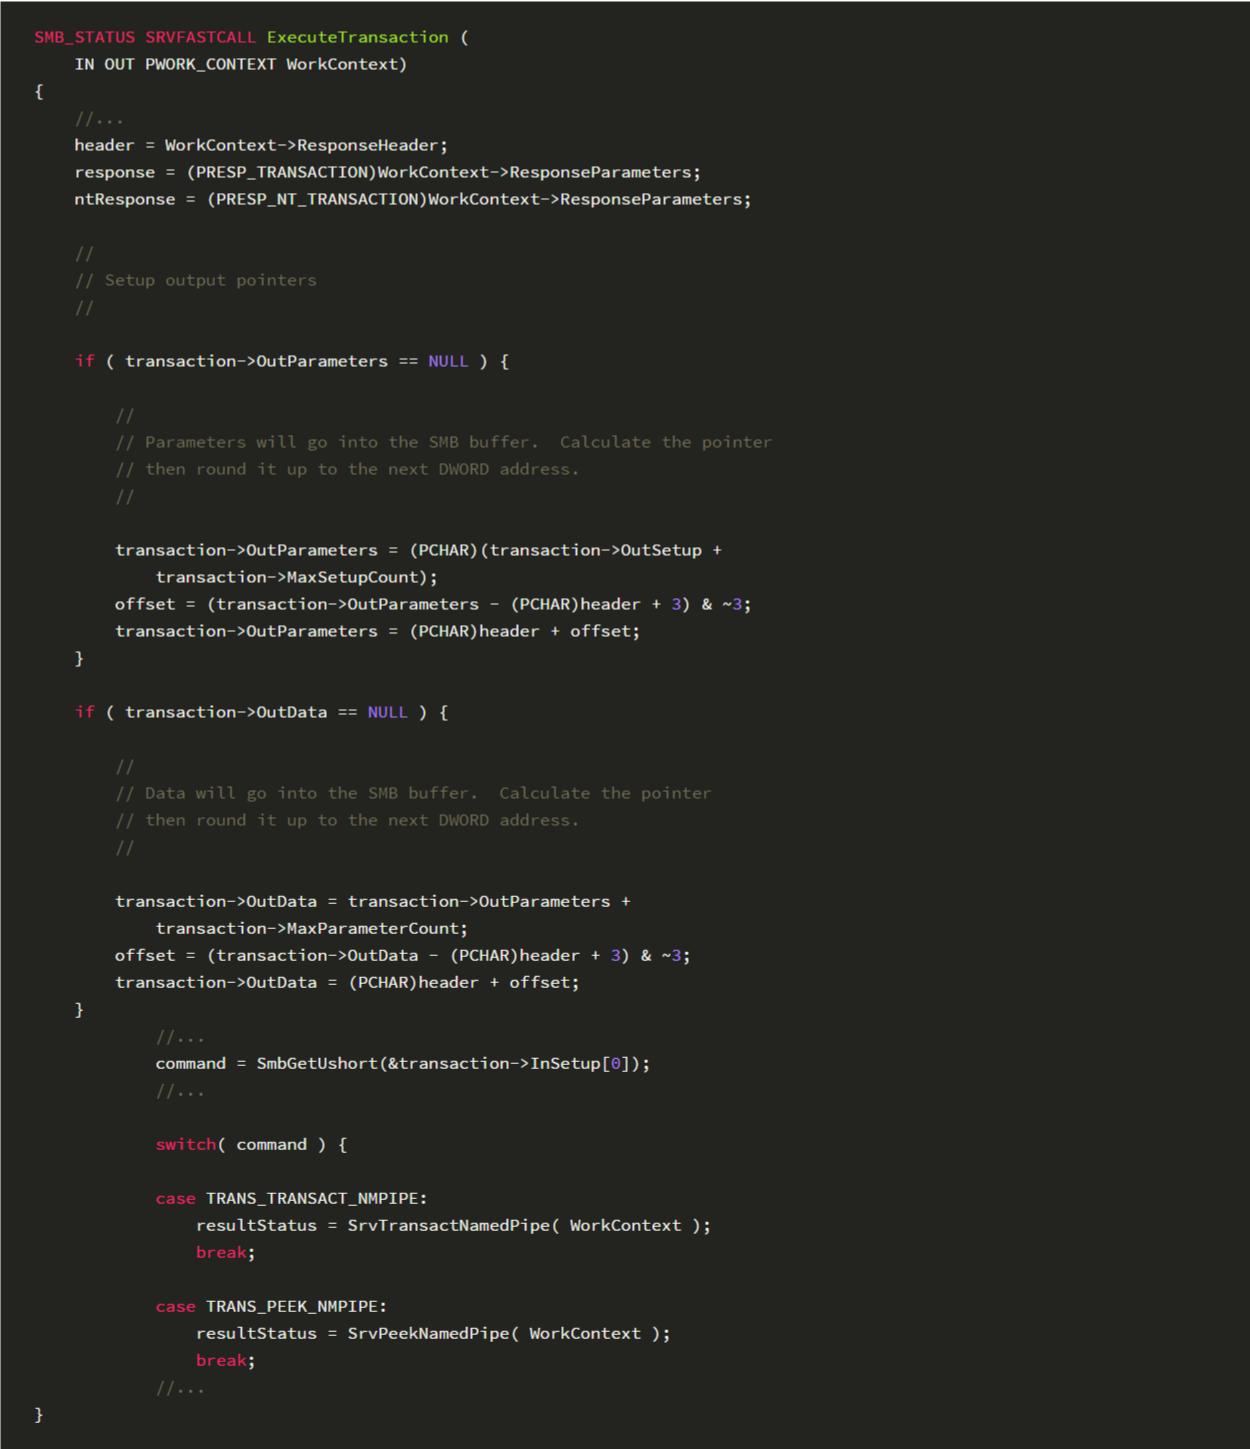 SMB_STATUS SRVFASTCALL ExecuteTransaction (
    IN OUT PWORK_CONTEXT WorkContext)
{
    //...
    header = WorkContext->ResponseHeader;
    response = (PRESP_TRANSACTION)WorkContext->ResponseParameters;
    ntResponse = (PRESP_NT_TRANSACTION)WorkContext->ResponseParameters;

    //
    // Setup output pointers
    //

    if ( transaction->OutParameters == NULL ) {

        //
        // Parameters will go into the SMB buffer.  Calculate the pointer
        // then round it up to the next DWORD address.
        //

        transaction->OutParameters = (PCHAR)(transaction->OutSetup +
            transaction->MaxSetupCount);
        offset = (transaction->OutParameters - (PCHAR)header + 3) & ~3;
        transaction->OutParameters = (PCHAR)header + offset;
    }

    if ( transaction->OutData == NULL ) {

        //
        // Data will go into the SMB buffer.  Calculate the pointer
        // then round it up to the next DWORD address.
        //

        transaction->OutData = transaction->OutParameters +
            transaction->MaxParameterCount;
        offset = (transaction->OutData - (PCHAR)header + 3) & ~3;
        transaction->OutData = (PCHAR)header + offset;
    }
            //...
            command = SmbGetUshort(&transaction->InSetup[0]);
            //...

            switch( command ) {

            case TRANS_TRANSACT_NMPIPE:
                resultStatus = SrvTransactNamedPipe( WorkContext );
                break;

            case TRANS_PEEK_NMPIPE:
                resultStatus = SrvPeekNamedPipe( WorkContext );
                break;
            //...
}